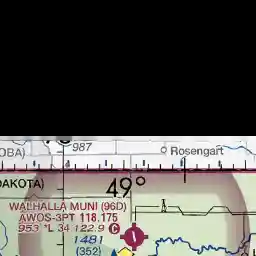 987
OBA)
Rosengart
DAKOTA)
49°
WALHALLA MUNI (96D)
AWOS-3PT 118.175
953 *L 34 122.9 C
1481
(352)